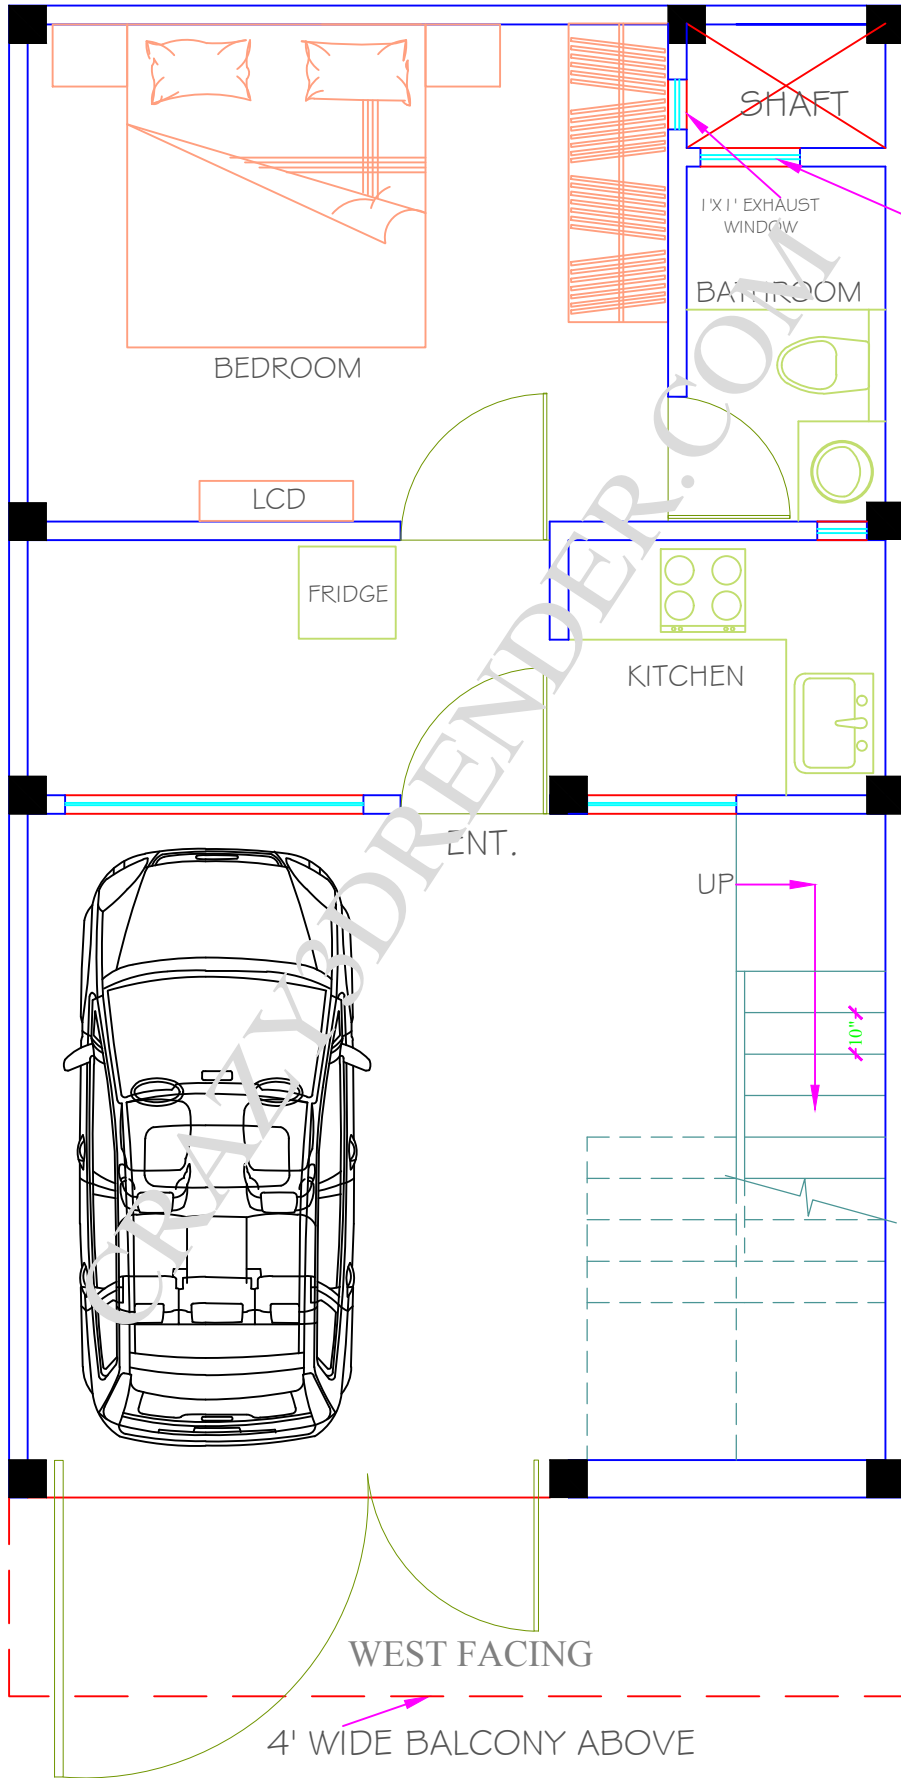 SHAFT
1'X1' EXHAUST
WINDOW
BATHROOM
BEDROOM
LCD
FRIDGE
KITCHEN
ENT.
UP
10"
CRAZY3DRENDER.COM
WEST FACING
4' WIDE BALCONY ABOVE